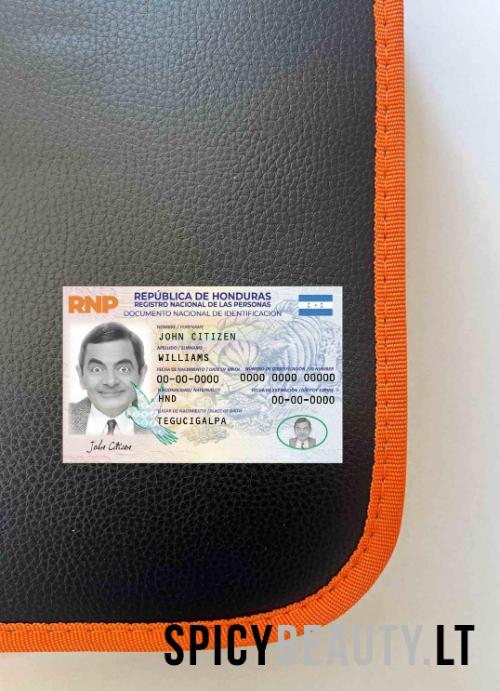 RNP
REPÚBLICA DE HONDURAS
REGISTRO NACIONAL DE LAS PERSONAS
DOCUMENTO NACIONAL DE IDENTIFICACIÓN
NOMBRE / FORENAME
JOHN CITIZEN
APELLIDO / SURNAME
WILLIAMS
FECHA DE NACIMIENTO / DATE OF BIRTH NÚMERO DE IDENTIFICACIÓN / ID NUMBER
00-00-0000 0000 0000 00000
NACIONALIDAD / NATIONALITY FECHA DE EXPIRACIÓN / DATE OF EXPIRY
HND 00-00-0000
LUGAR DE NACIMIENTO / PLACE OF BIRTH
TEGUCIGALPA
John Citizen
SPICYBEAUTY.LT